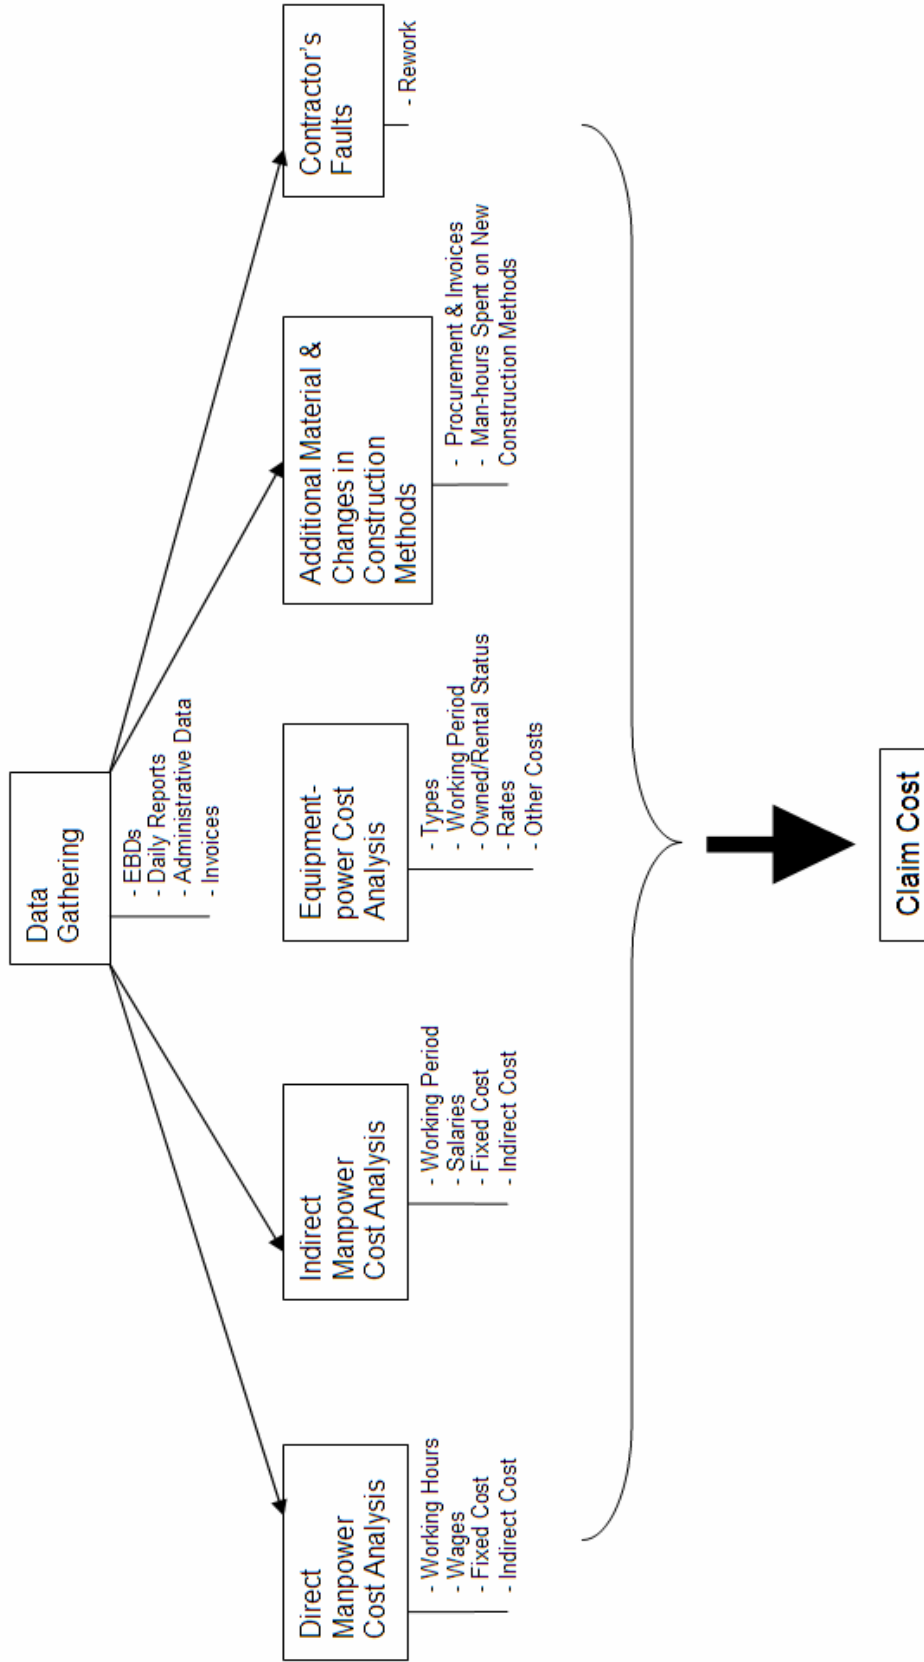 Data
Gathering
- EBDs
- Daily Reports
- Administrative Data
- Invoices
Direct
Manpower
Cost Analysis
- Working Hours
- Wages
- Fixed Cost
- Indirect Cost
Indirect
Manpower
Cost Analysis
- Working Period
- Salaries
- Fixed Cost
- Indirect Cost
Equipment-
power Cost
Analysis
- Types
- Working Period
- Owned/Rental Status
- Rates
- Other Costs
Additional Material &
Changes in
Construction
Methods
- Procurement & Invoices
- Man-hours Spent on New
Construction Methods
Contractor's
Faults
- Rework
Claim Cost